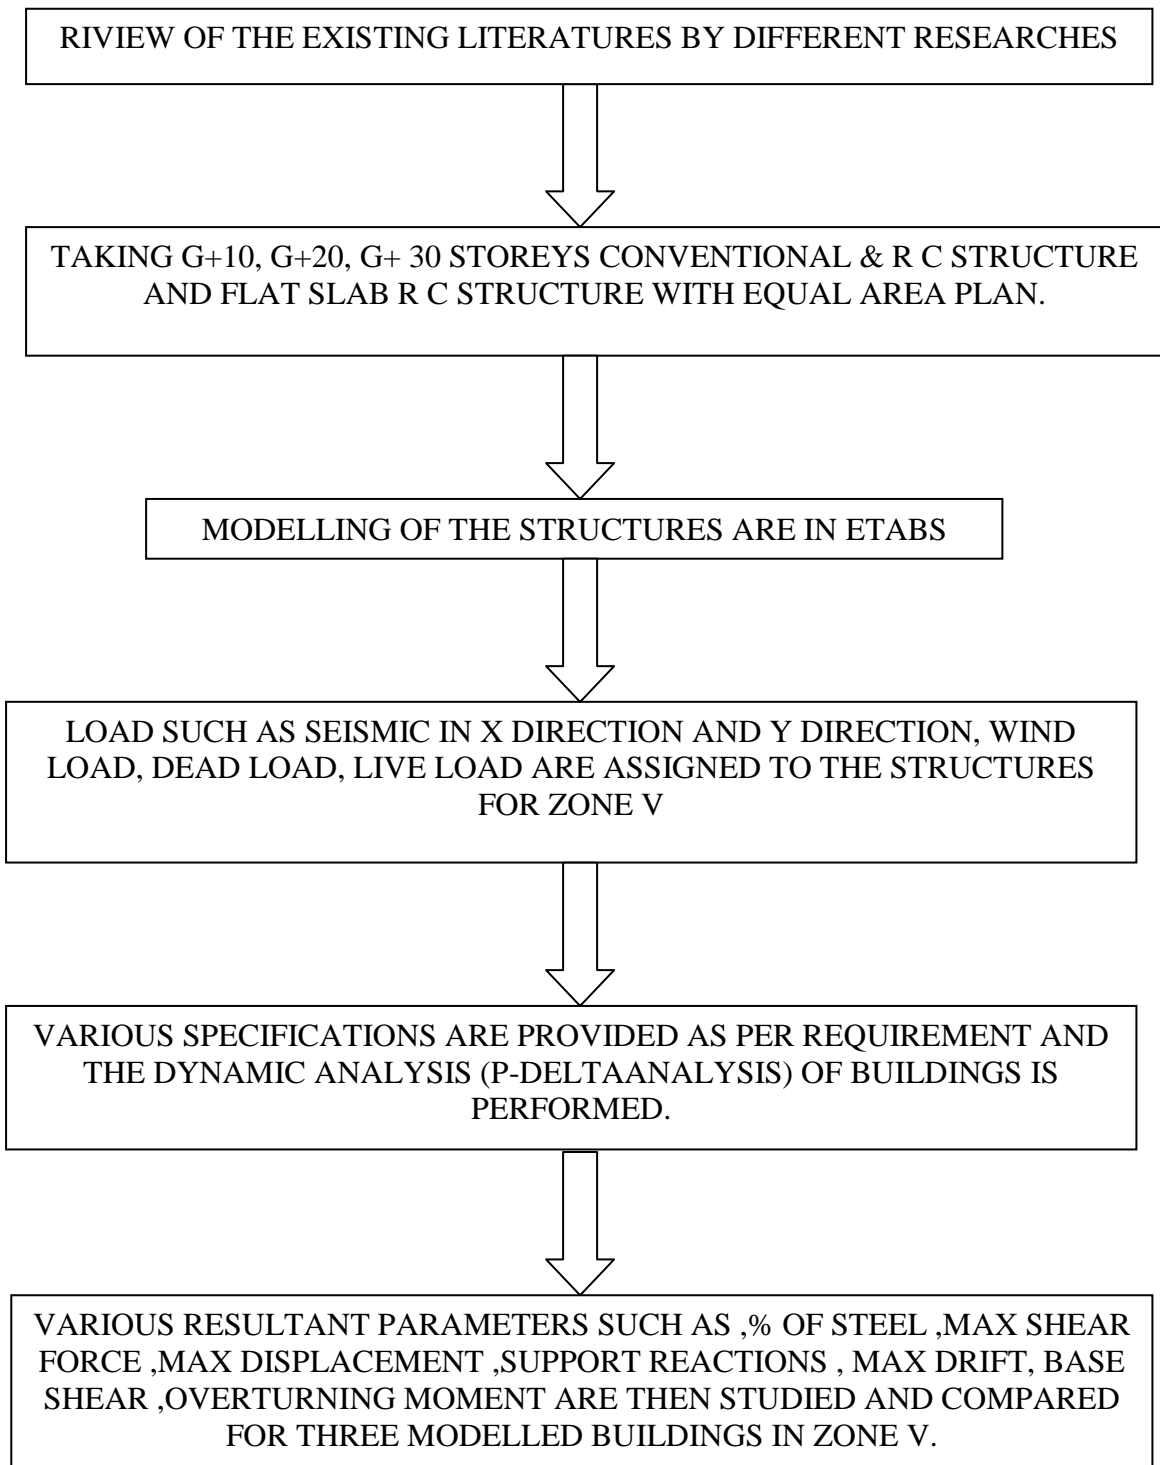 RIVIEW OF THE EXISTING LITERATURES BY DIFFERENT RESEARCHES
TAKING G+10, G+20, G+ 30 STOREYS CONVENTIONAL & R C STRUCTURE
AND FLAT SLAB R C STRUCTURE WITH EQUAL AREA PLAN.
MODELLING OF THE STRUCTURES ARE IN ETABS
LOAD SUCH AS SEISMIC IN X DIRECTION AND Y DIRECTION, WIND
LOAD, DEAD LOAD, LIVE LOAD ARE ASSIGNED TO THE STRUCTURES
FOR ZONE V
VARIOUS SPECIFICATIONS ARE PROVIDED AS PER REQUIREMENT AND
THE DYNAMIC ANALYSIS (P-DELTAANALYSIS) OF BUILDINGS IS
PERFORMED.
VARIOUS RESULTANT PARAMETERS SUCH AS ,% OF STEEL ,MAX SHEAR
FORCE ,MAX DISPLACEMENT ,SUPPORT REACTIONS , MAX DRIFT, BASE
SHEAR ,OVERTURNING MOMENT ARE THEN STUDIED AND COMPARED
FOR THREE MODELLED BUILDINGS IN ZONE V.